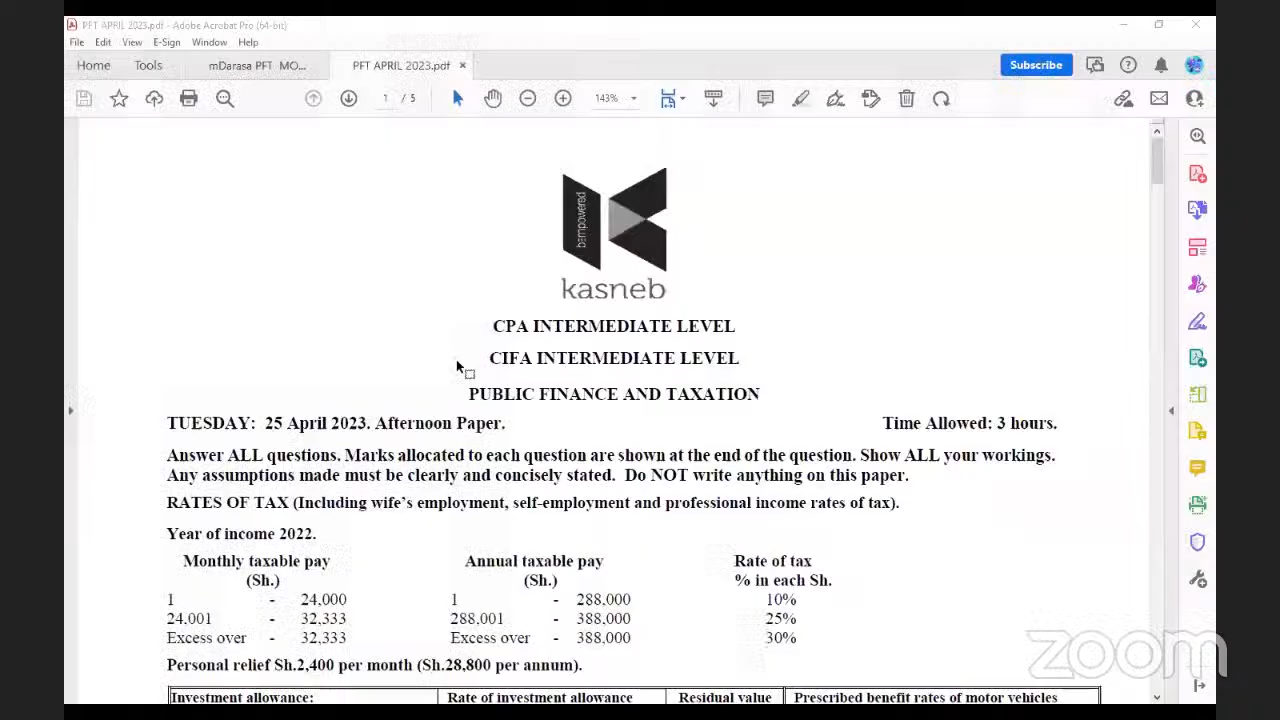 PFT APRIL 2023.pdf - Adobe Acrobat Pro (64-bit)
File Edit View E-Sign Window Help
Home Tools mDarasa PFT MO... PFT APRIL 2023.pdf ×
Subscribe
1 / 5 143%
bempowered
kasneb
CPA INTERMEDIATE LEVEL
CIFA INTERMEDIATE LEVEL
PUBLIC FINANCE AND TAXATION
TUESDAY: 25 April 2023. Afternoon Paper. Time Allowed: 3 hours.
Answer ALL questions. Marks allocated to each question are shown at the end of the question. Show ALL your workings.
Any assumptions made must be clearly and concisely stated. Do NOT write anything on this paper.
RATES OF TAX (Including wife's employment, self-employment and professional income rates of tax).
Year of income 2022.
Monthly taxable pay Annual taxable pay Rate of tax
(Sh.) (Sh.) % in each Sh.
1 - 24,000 1 - 288,000 10%
24,001 - 32,333 288,001 - 388,000 25%
Excess over - 32,333 Excess over - 388,000 30%
Personal relief Sh.2,400 per month (Sh.28,800 per annum).
Investment allowance: Rate of investment allowance Residual value Prescribed benefit rates of motor vehicles
zoom